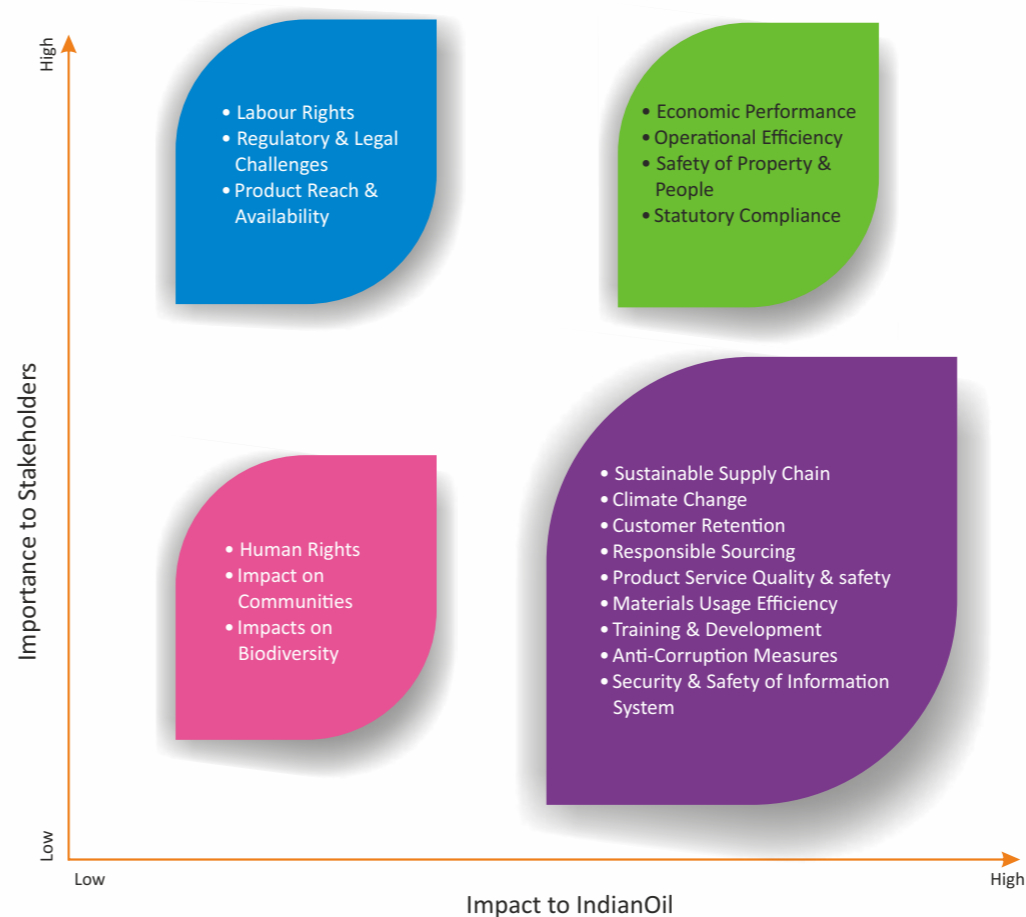 High
Importance to Stakeholders
Low
• Labour Rights
• Regulatory & Legal
Challenges
• Product Reach &
Availability
• Economic Performance
• Operational Efficiency
• Safety of Property &
People
• Statutory Compliance
• Human Rights
• Impact on
Communities
• Impacts on
Biodiversity
• Sustainable Supply Chain
• Climate Change
• Customer Retention
• Responsible Sourcing
• Product Service Quality & safety
• Materials Usage Efficiency
• Training & Development
• Anti-Corruption Measures
• Security & Safety of Information
System
Low
High
Impact to IndianOil